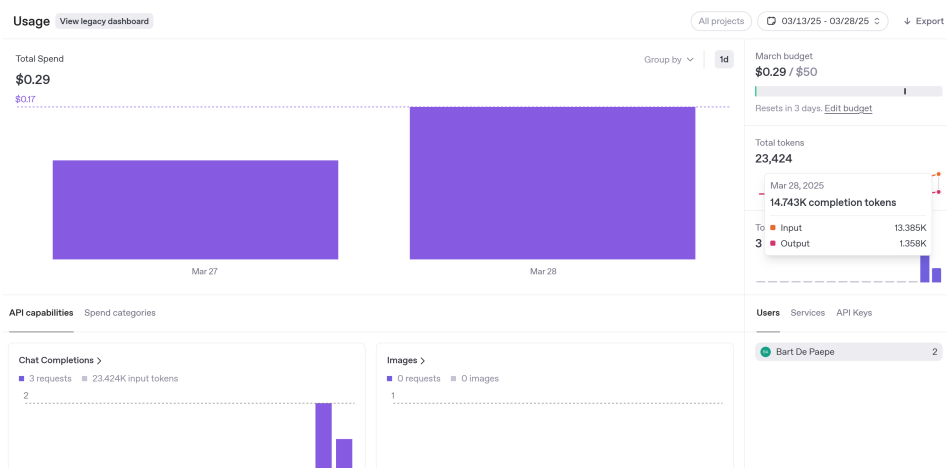 Usage View legacy dashboard
All projects 03/13/25 - 03/28/25 Export
Total Spend
Group by 1d
$0.29
$0.17
Mar 27 Mar 28
March budget
$0.29 / $50
Resets in 3 days. Edit budget
Total tokens
23,424
Mar 28, 2025
14.743K completion tokens
Input 13.385K
Output 1.358K
To
3
API capabilities Spend categories
Users Services API Keys
Bart De Paepe 2
Chat Completions
3 requests 23.424K input tokens
2
Images
0 requests 0 images
1